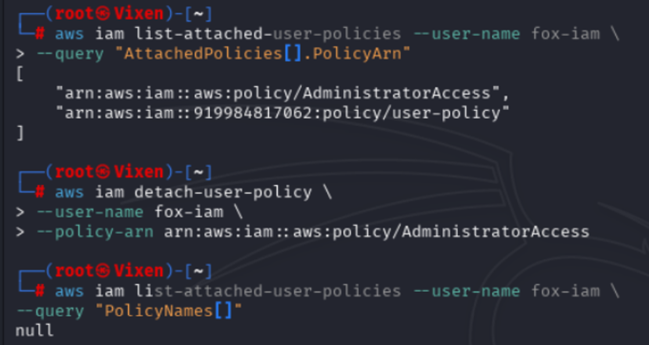 ┌──(root㉿Vixen)-[~]
└─# aws iam list-attached-user-policies --user-name fox-iam \
> --query "AttachedPolicies[].PolicyArn"
[
    "arn:aws:iam::aws:policy/AdministratorAccess",
    "arn:aws:iam::919984817062:policy/user-policy"
]
┌──(root㉿Vixen)-[~]
└─# aws iam detach-user-policy \
> --user-name fox-iam \
> --policy-arn arn:aws:iam::aws:policy/AdministratorAccess
┌──(root㉿Vixen)-[~]
└─# aws iam list-attached-user-policies --user-name fox-iam \
--query "PolicyNames[]"
null